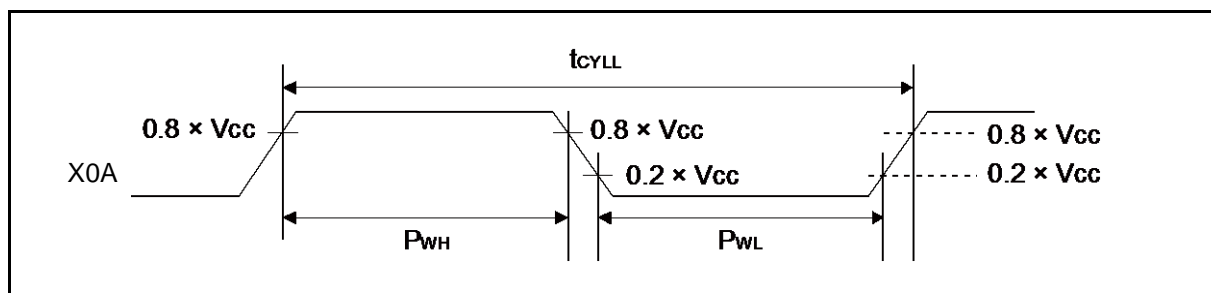 tCYLL
0.8 × Vcc
0.8 × Vcc
0.8 × Vcc
X0A
0.2 × Vcc
0.2 × Vcc
PWH
PWL